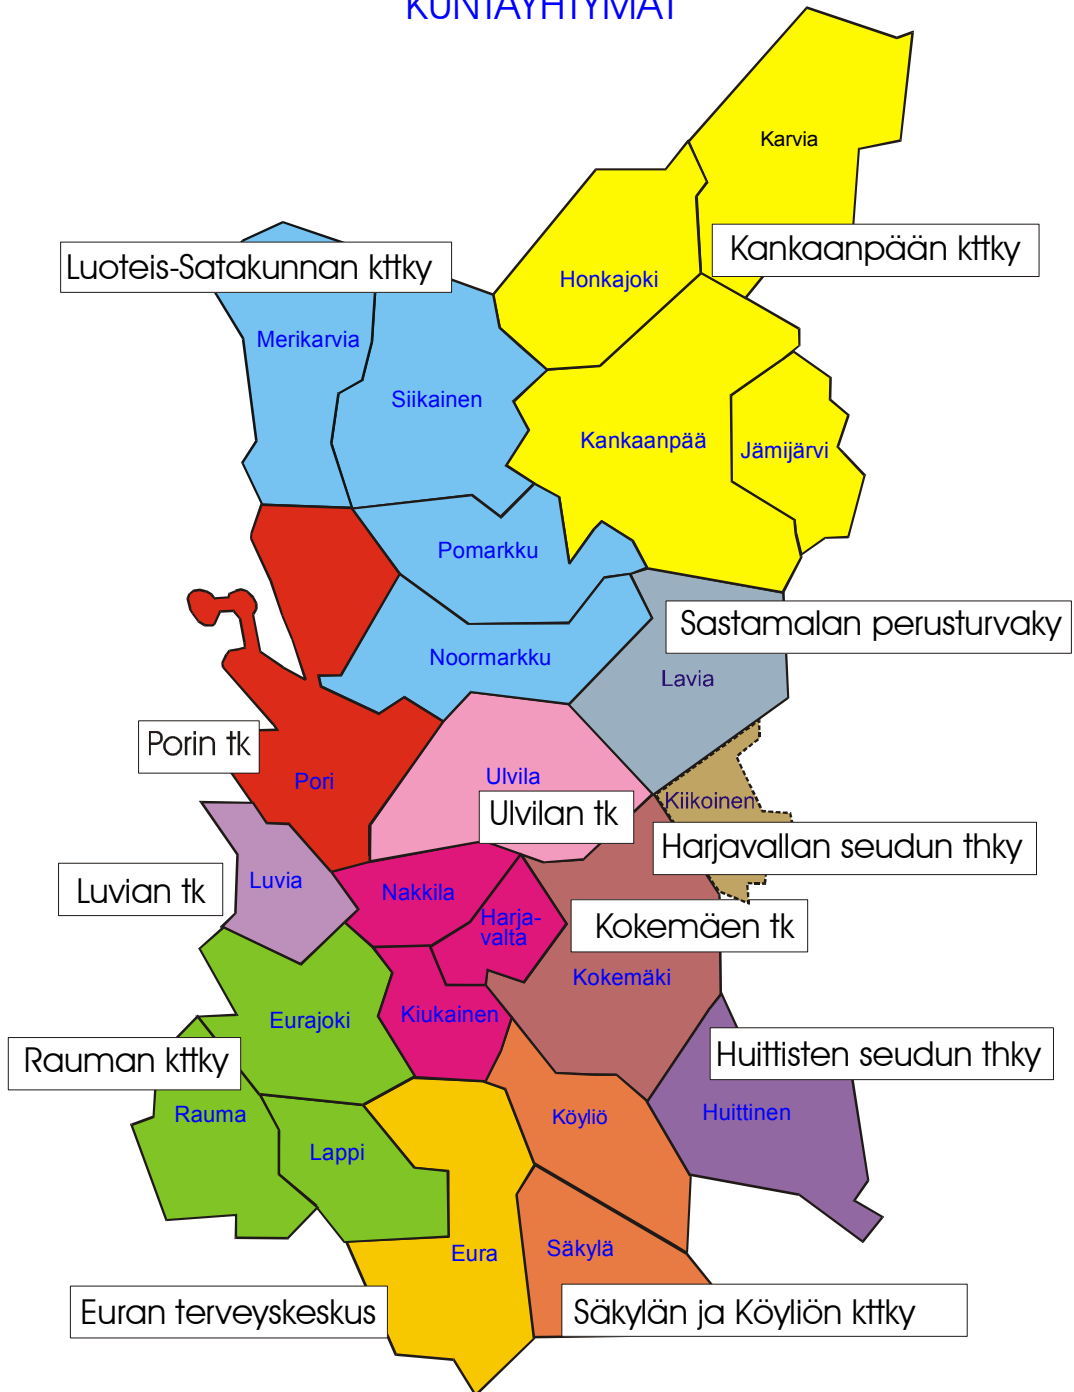 KUNTAYHTYMÄT
Karvia
Kankaanpään kttky
Luoteis-Satakunnan kttky
Honkajoki
Merikarvia
Siikainen
Kankaanpää
Jämijärvi
Pomarkku
Sastamalan perusturvaky
Noormarkku
Lavia
Porin tk
Pori
Ulvila
Kiikoinen
Ulvilan tk
Harjavallan seudun thky
Luvian tk
Luvia
Nakkila
Harja-
valta
Kokemäen tk
Kokemäki
Eurajoki
Kiukainen
Rauman kttky
Huittisten seudun thky
Rauma
Köyliö
Huittinen
Lappi
Eura
Säkylä
Euran terveyskeskus
Säkylän ja Köyliön kttky